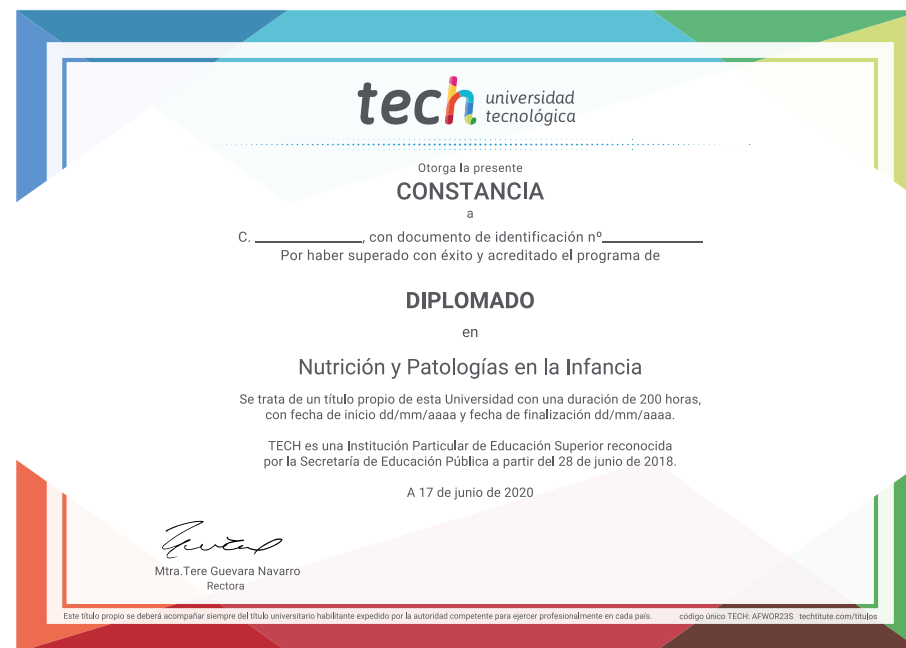 tech universidad
tecnológica
Otorga la presente
CONSTANCIA
a
C. ____________, con documento de identificación nº____________
Por haber superado con éxito y acreditado el programa de
DIPLOMADO
en
Nutrición y Patologías en la Infancia
Se trata de un título propio de esta Universidad con una duración de 200 horas,
con fecha de inicio dd/mm/aaaa y fecha de finalización dd/mm/aaaa.
TECH es una Institución Particular de Educación Superior reconocida
por la Secretaría de Educación Pública a partir del 28 de junio de 2018.
A 17 de junio de 2020
Mtra.Tere Guevara Navarro
Rectora
Este título propio se deberá acompañar siempre del título universitario habilitante expedido por la autoridad competente para ejercer profesionalmente en cada país. código único TECH: AFWOR23S techtitute.com/titulos